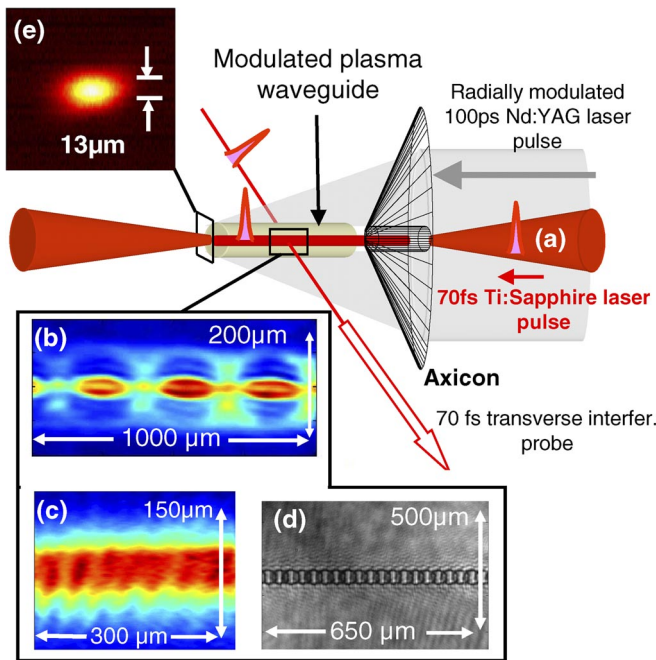 (e)
13μm
Modulated plasma
waveguide
Radially modulated
100ps Nd:YAG laser
pulse
(a)
70fs Ti:Sapphire laser
pulse
Axicon
70 fs transverse interfer.
probe
(b)
200μm
1000 μm
(c)
150μm
300 μm
(d)
500μm
650 μm